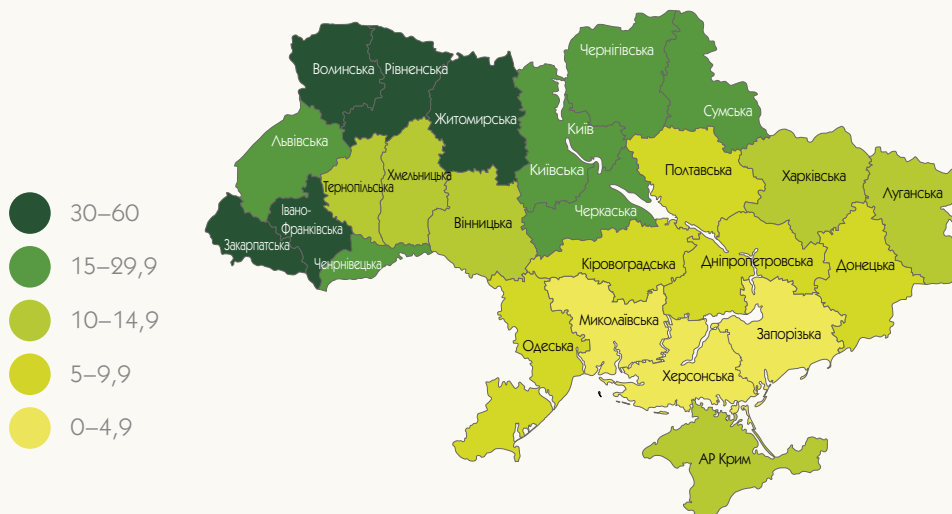 Чернігівська
Волинська
Рівненська
Сумська
Житомирська
Київ
Львівська
Полтавська
Київська
Харківська
Хмельницька
Тернопільська
Луганська
Черкаська
30–60
Івано-
Франківська
Вінницька
Закарпатська
15–29,9
Ченрівецька
Кіровоградська
Дніпропетровська
Донецька
10–14,9
Миколаївська
Запорізька
Одеська
5–9,9
Херсонська
0–4,9
АР Крим